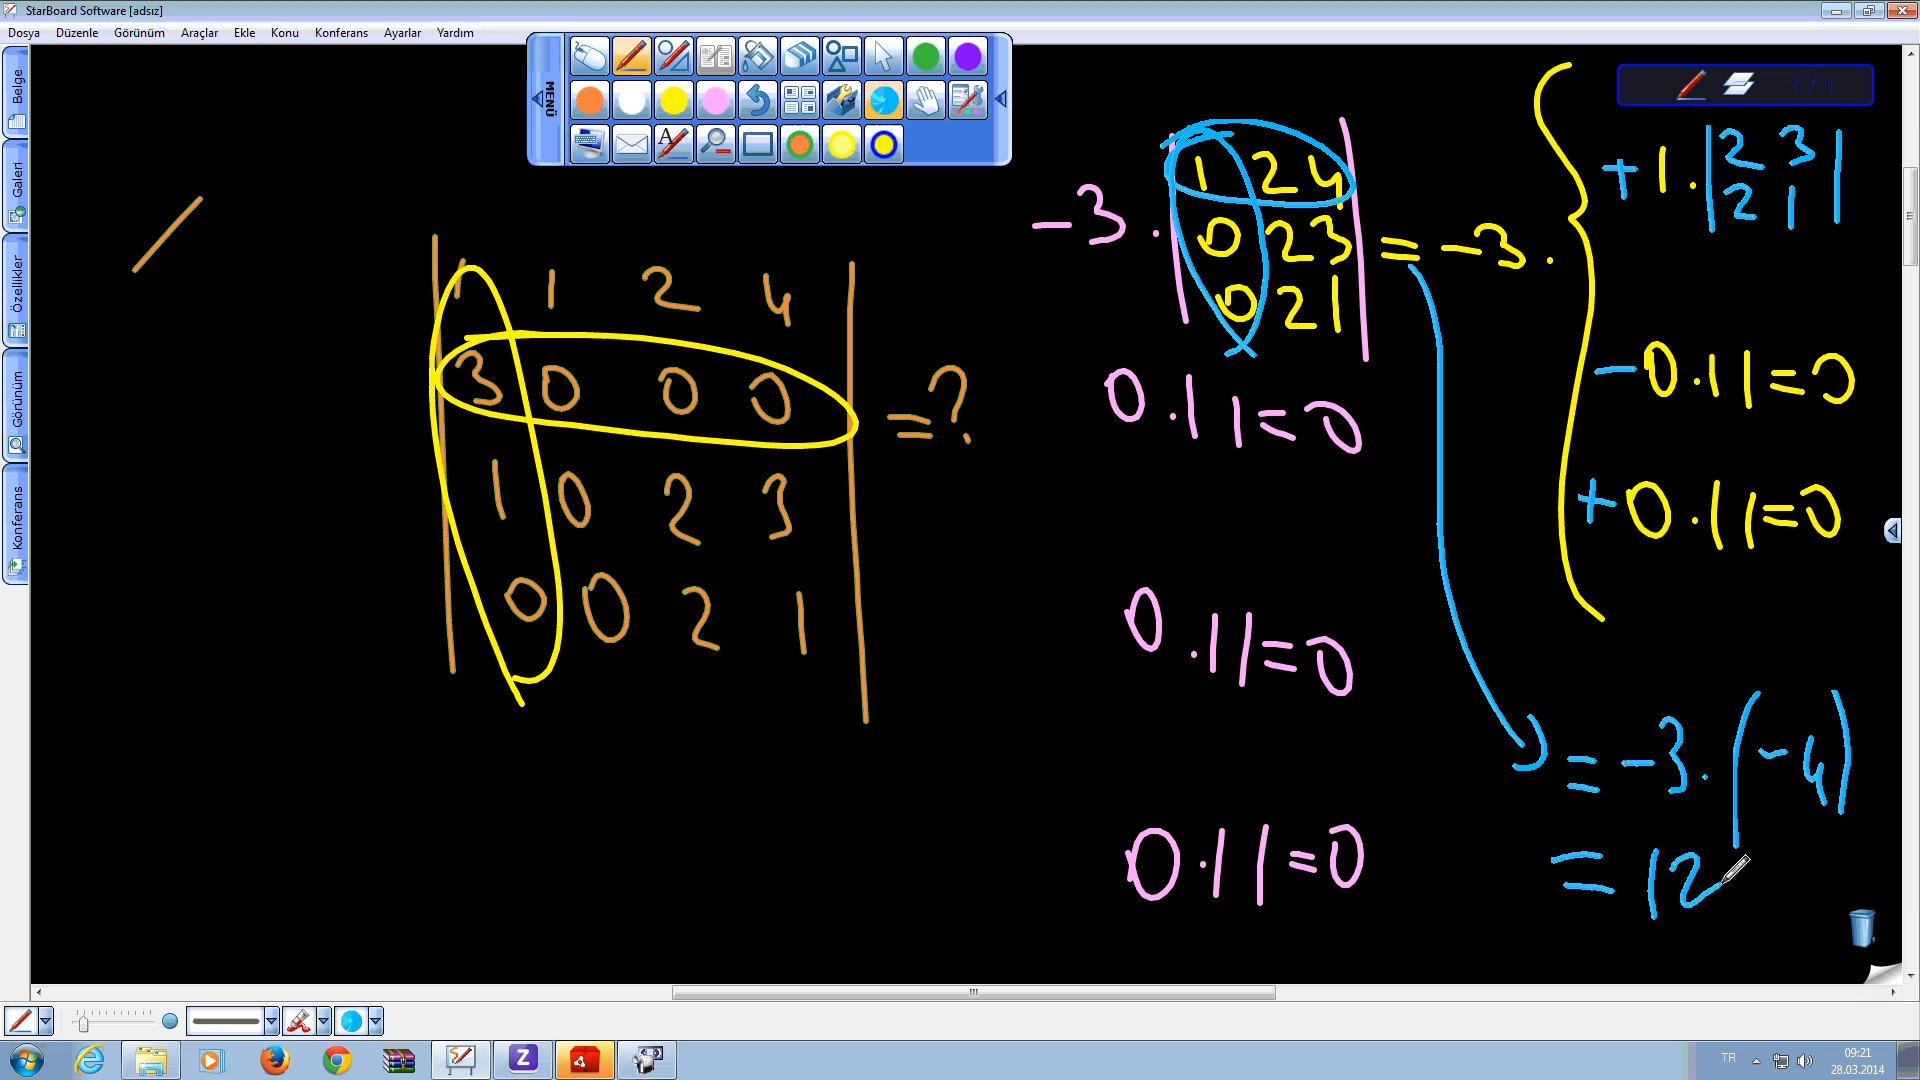 StarBoard Software [adsız]
Dosya Düzenle Görünüm Araçlar Ekle Konu Konferans Ayarlar Yardım
Belge
Galeri
Özellikler
Görünüm
Konferans
MENÜ
1 / 1
1 1 2 4
3 0 0 0
1 0 2 3
0 0 2 1
= ?
-3 .
1 2 4
0 2 3
0 2 1
= -3 .
+ 1 . | 2 3 |
| 2 1 |
- 0 . | | = 0
+ 0 . | | = 0
0 . | | = 0
0 . | | = 0
0 . | | = 0
= -3 . (-4)
= 12
TR
09:21
28.03.2014